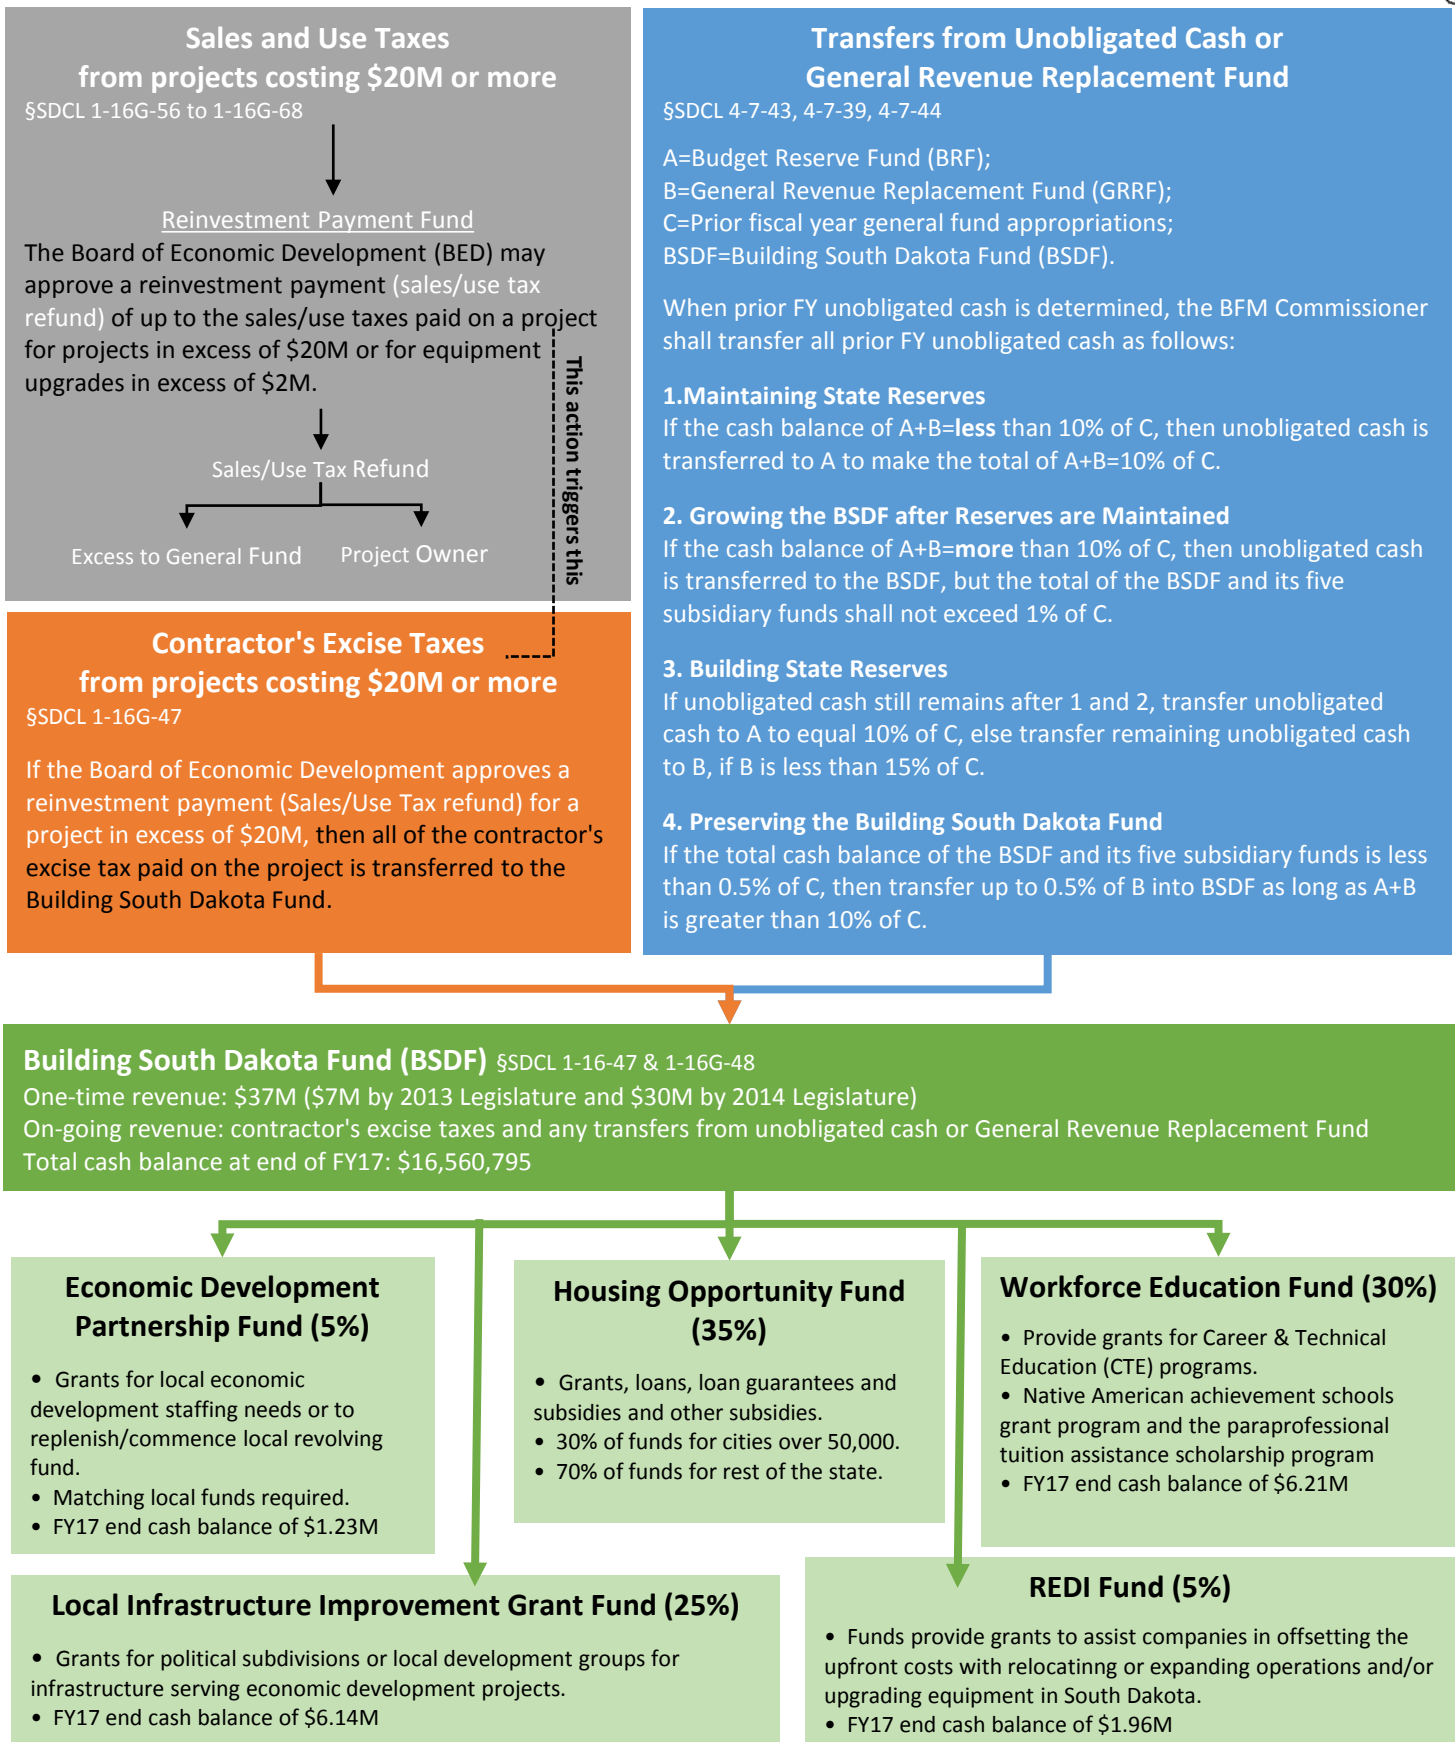 Sales and Use Taxes
from projects costing $20M or more
§SDCL 1-16G-56 to 1-16G-68
Reinvestment Payment Fund
The Board of Economic Development (BED) may
approve a reinvestment payment (sales/use tax
refund) of up to the sales/use taxes paid on a project
for projects in excess of $20M or for equipment
upgrades in excess of $2M.
This action triggers this
Sales/Use Tax Refund
Excess to General Fund
Project Owner
Contractor's Excise Taxes
from projects costing $20M or more
§SDCL 1-16G-47
If the Board of Economic Development approves a
reinvestment payment (Sales/Use Tax refund) for a
project in excess of $20M, then all of the contractor's
excise tax paid on the project is transferred to the
Building South Dakota Fund.
Transfers from Unobligated Cash or
General Revenue Replacement Fund
§SDCL 4-7-43, 4-7-39, 4-7-44
A=Budget Reserve Fund (BRF);
B=General Revenue Replacement Fund (GRRF);
C=Prior fiscal year general fund appropriations;
BSDF=Building South Dakota Fund (BSDF).
When prior FY unobligated cash is determined, the BFM Commissioner
shall transfer all prior FY unobligated cash as follows:
1.Maintaining State Reserves
If the cash balance of A+B=less than 10% of C, then unobligated cash is
transferred to A to make the total of A+B=10% of C.
2. Growing the BSDF after Reserves are Maintained
If the cash balance of A+B=more than 10% of C, then unobligated cash
is transferred to the BSDF, but the total of the BSDF and its five
subsidiary funds shall not exceed 1% of C.
3. Building State Reserves
If unobligated cash still remains after 1 and 2, transfer unobligated
cash to A to equal 10% of C, else transfer remaining unobligated cash
to B, if B is less than 15% of C.
4. Preserving the Building South Dakota Fund
If the total cash balance of the BSDF and its five subsidiary funds is less
than 0.5% of C, then transfer up to 0.5% of B into BSDF as long as A+B
is greater than 10% of C.
Building South Dakota Fund (BSDF) §SDCL 1-16-47 & 1-16G-48
One-time revenue: $37M ($7M by 2013 Legislature and $30M by 2014 Legislature)
On-going revenue: contractor's excise taxes and any transfers from unobligated cash or General Revenue Replacement Fund
Total cash balance at end of FY17: $16,560,795
Economic Development
Partnership Fund (5%)
• Grants for local economic
development staffing needs or to
replenish/commence local revolving
fund.
• Matching local funds required.
• FY17 end cash balance of $1.23M
Housing Opportunity Fund
(35%)
• Grants, loans, loan guarantees and
subsidies and other subsidies.
• 30% of funds for cities over 50,000.
• 70% of funds for rest of the state.
Workforce Education Fund (30%)
• Provide grants for Career & Technical
Education (CTE) programs.
• Native American achievement schools
grant program and the paraprofessional
tuition assistance scholarship program
• FY17 end cash balance of $6.21M
Local Infrastructure Improvement Grant Fund (25%)
• Grants for political subdivisions or local development groups for
infrastructure serving economic development projects.
• FY17 end cash balance of $6.14M
REDI Fund (5%)
• Funds provide grants to assist companies in offsetting the
upfront costs with relocatinng or expanding operations and/or
upgrading equipment in South Dakota.
• FY17 end cash balance of $1.96M